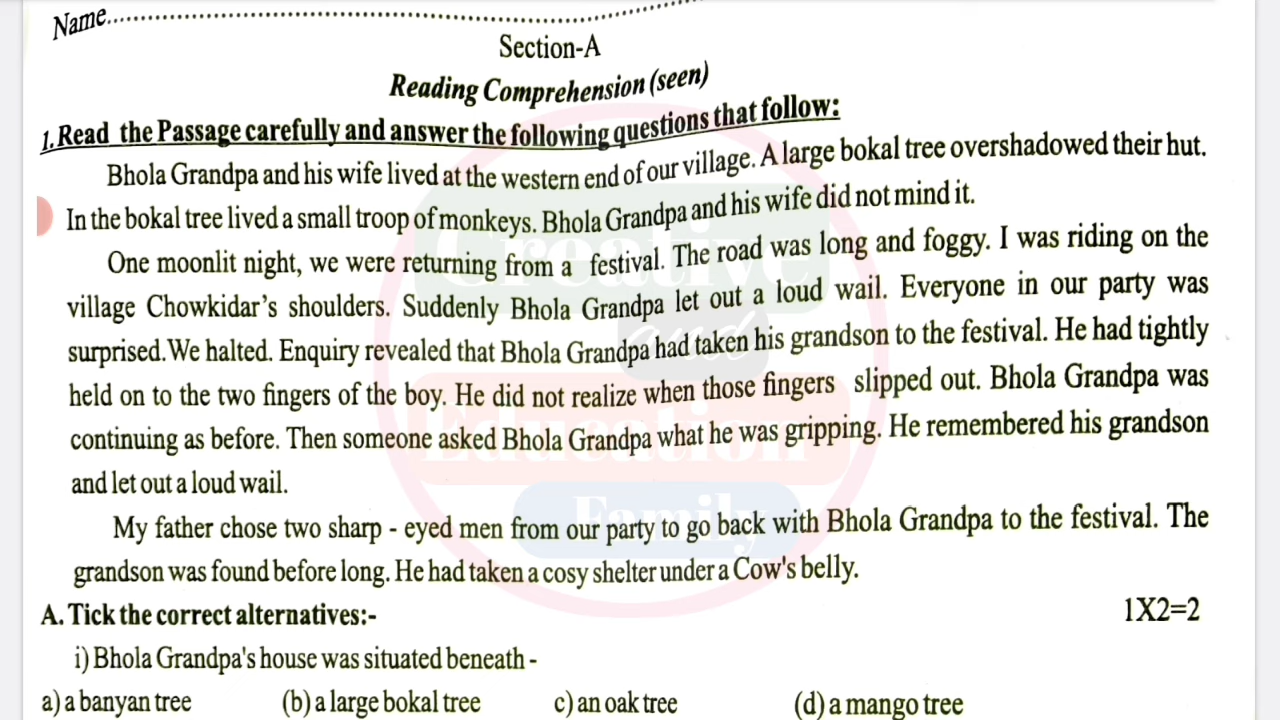 Name................................................................
Section-A
Reading Comprehension (seen)
1.Read the Passage carefully and answer the following questions that follow:
Bhola Grandpa and his wife lived at the western end of our village. A large bokal tree overshadowed their hut.
In the bokal tree lived a small troop of monkeys. Bhola Grandpa and his wife did not mind it.
One moonlit night, we were returning from a festival. The road was long and foggy. I was riding on the
village Chowkidar's shoulders. Suddenly Bhola Grandpa let out a loud wail. Everyone in our party was
surprised.We halted. Enquiry revealed that Bhola Grandpa had taken his grandson to the festival. He had tightly
held on to the two fingers of the boy. He did not realize when those fingers slipped out. Bhola Grandpa was
continuing as before. Then someone asked Bhola Grandpa what he was gripping. He remembered his grandson
and let out a loud wail.
My father chose two sharp - eyed men from our party to go back with Bhola Grandpa to the festival. The
grandson was found before long. He had taken a cosy shelter under a Cow's belly.
A. Tick the correct alternatives:- 1X2=2
i) Bhola Grandpa's house was situated beneath -
a) a banyan tree (b) a large bokal tree c) an oak tree (d) a mango tree
Creative
and
Education
Family